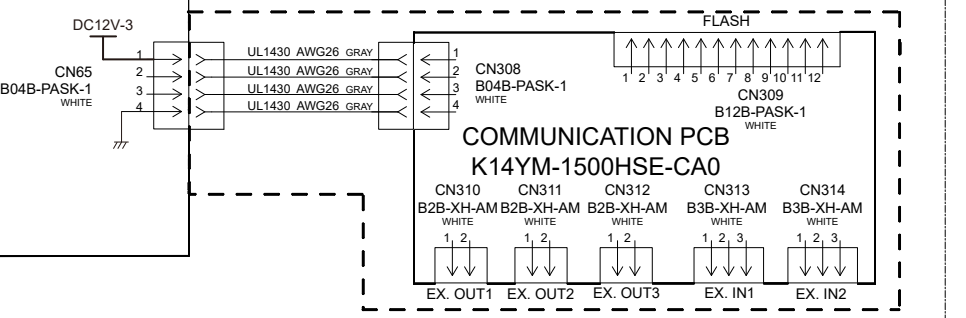 DC12V-3
1
CN65
2
B04B-PASK-1
3
WHITE
4
UL1430 AWG26 GRAY
UL1430 AWG26 GRAY
UL1430 AWG26 GRAY
UL1430 AWG26 GRAY
1
2
3
4
CN308
B04B-PASK-1
WHITE
FLASH
1 2 3 4 5 6 7 8 9 10 11 12
CN309
B12B-PASK-1
WHITE
COMMUNICATION PCB
K14YM-1500HSE-CA0
CN310 CN311 CN312 CN313 CN314
B2B-XH-AM B2B-XH-AM B2B-XH-AM B3B-XH-AM B3B-XH-AM
WHITE WHITE WHITE WHITE WHITE
1 2 1 2 1 2 1 2 3 1 2 3
EX. OUT1 EX. OUT2 EX. OUT3 EX. IN1 EX. IN2